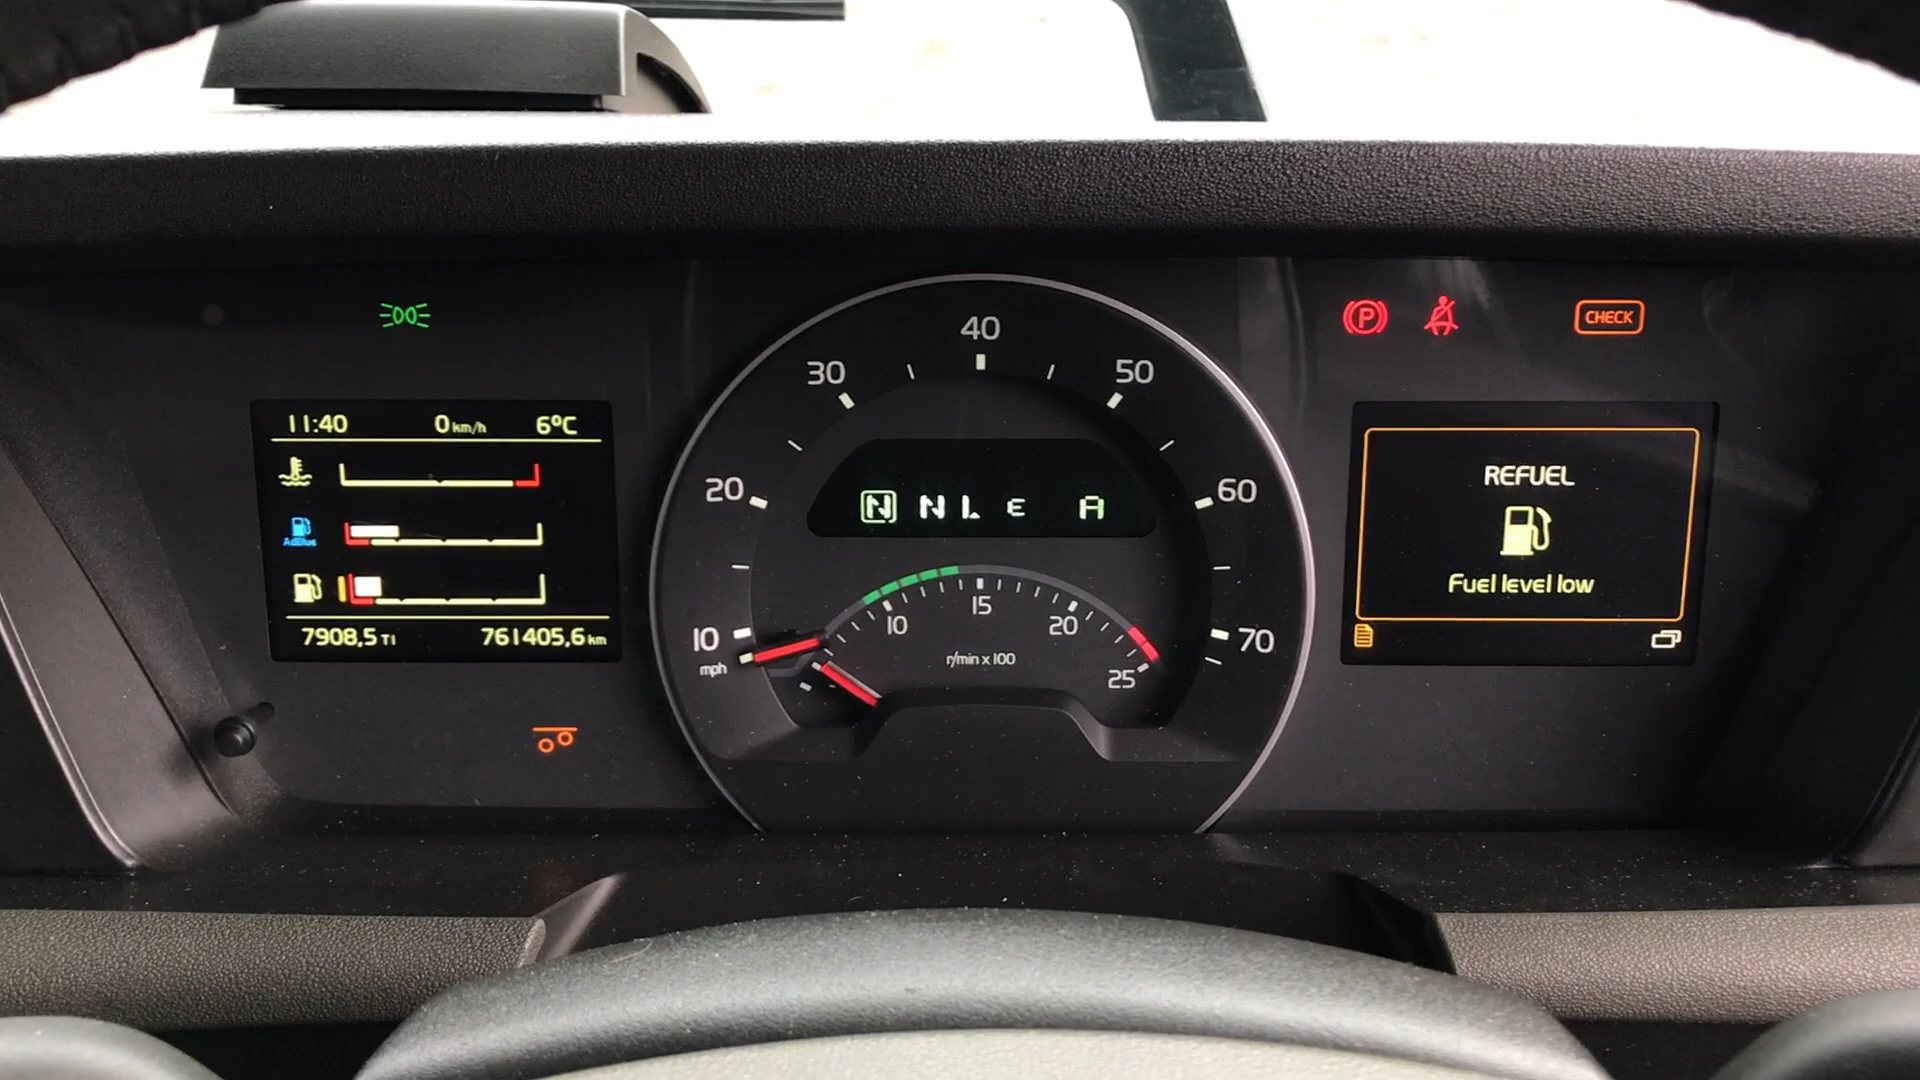 11:40 0 km/h 6°C
AdBlue
7908,5 T1 761405,6 km
10 20 30 40 50 60 70
mph
N N L E A
10 15 20 25
r/min x 100
P
CHECK
REFUEL
Fuel level low